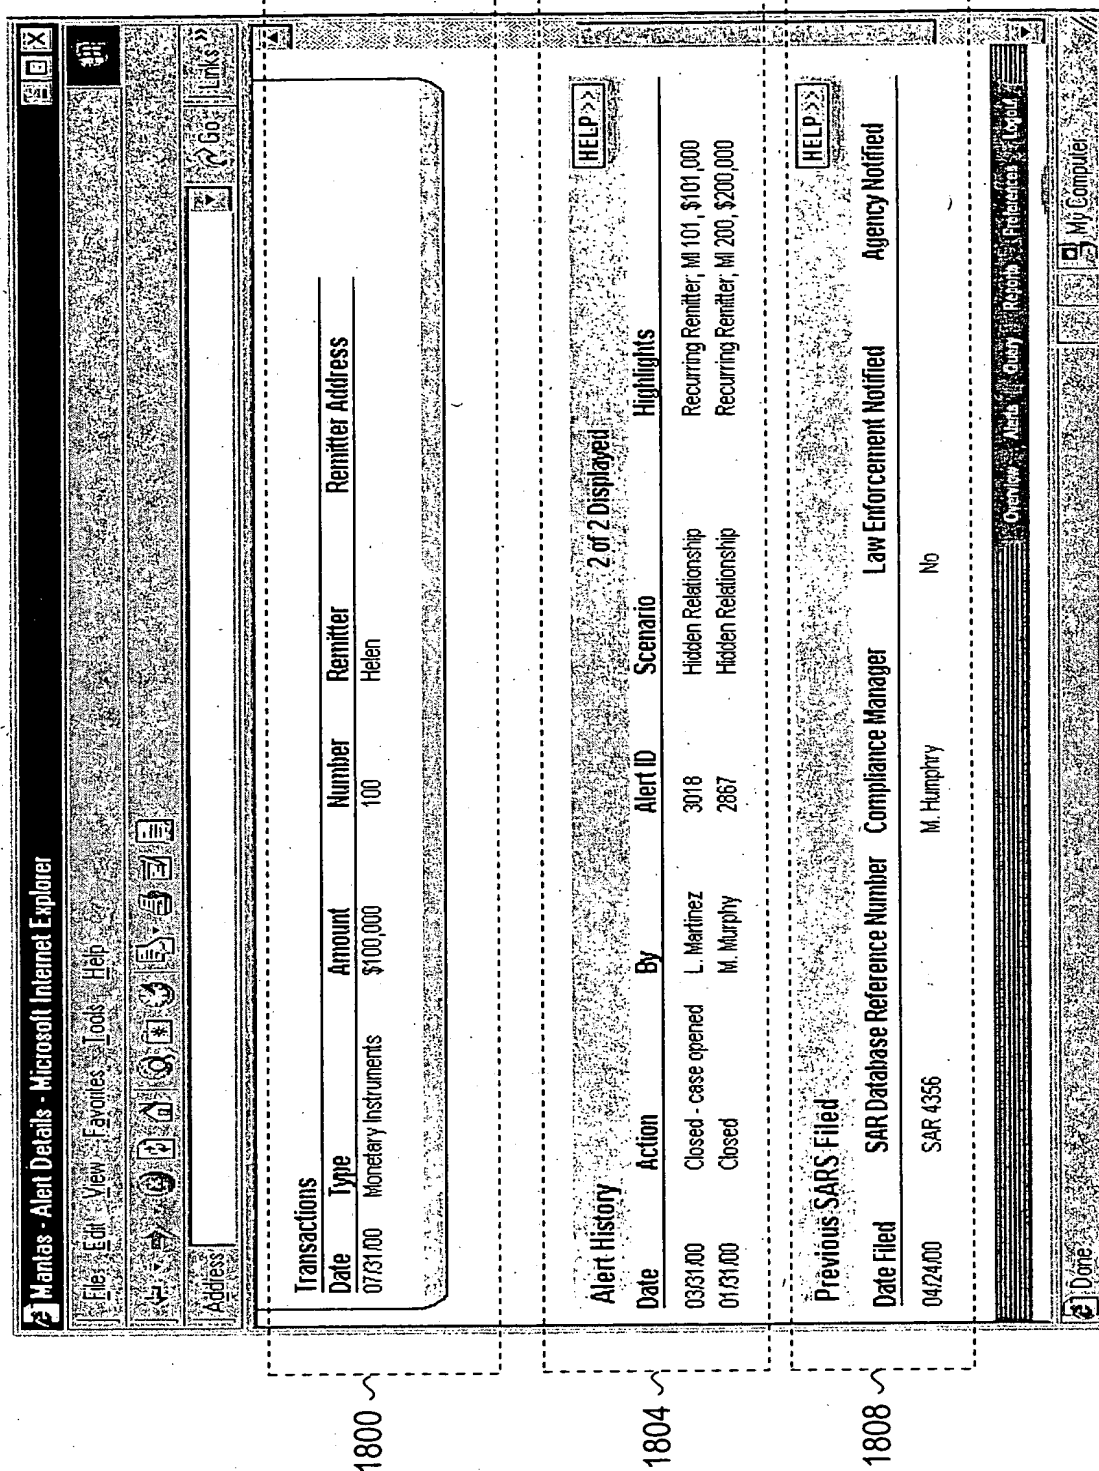 Mantas - Alert Details - Microsoft Internet Explorer
File Edit View Favorites Tools Help
Address Go Links >>
Transactions
Date Type Amount Number Remitter Remitter Address
07/31/00 Monetary Instruments $100,000 100 Helen
1800
Alert History 2 of 2 Displayed HELP>>
Date Action By Alert ID Scenario Highlights
03/31/00 Closed - case opened L. Martinez 3018 Hidden Relationship Recurring Remitter; MI 101, $101,000
01/31/00 Closed M. Murphy 2867 Hidden Relationship Recurring Remitter; MI 200, $200,000
1804
Previous SARS Filed HELP>>
Date Filed SAR Database Reference Number Compliance Manager Law Enforcement Notified Agency Notified
04/24/00 SAR 4356 M. Humphry No
1808
Overview Alerts Query Reports Preferences Logout
Done My Computer